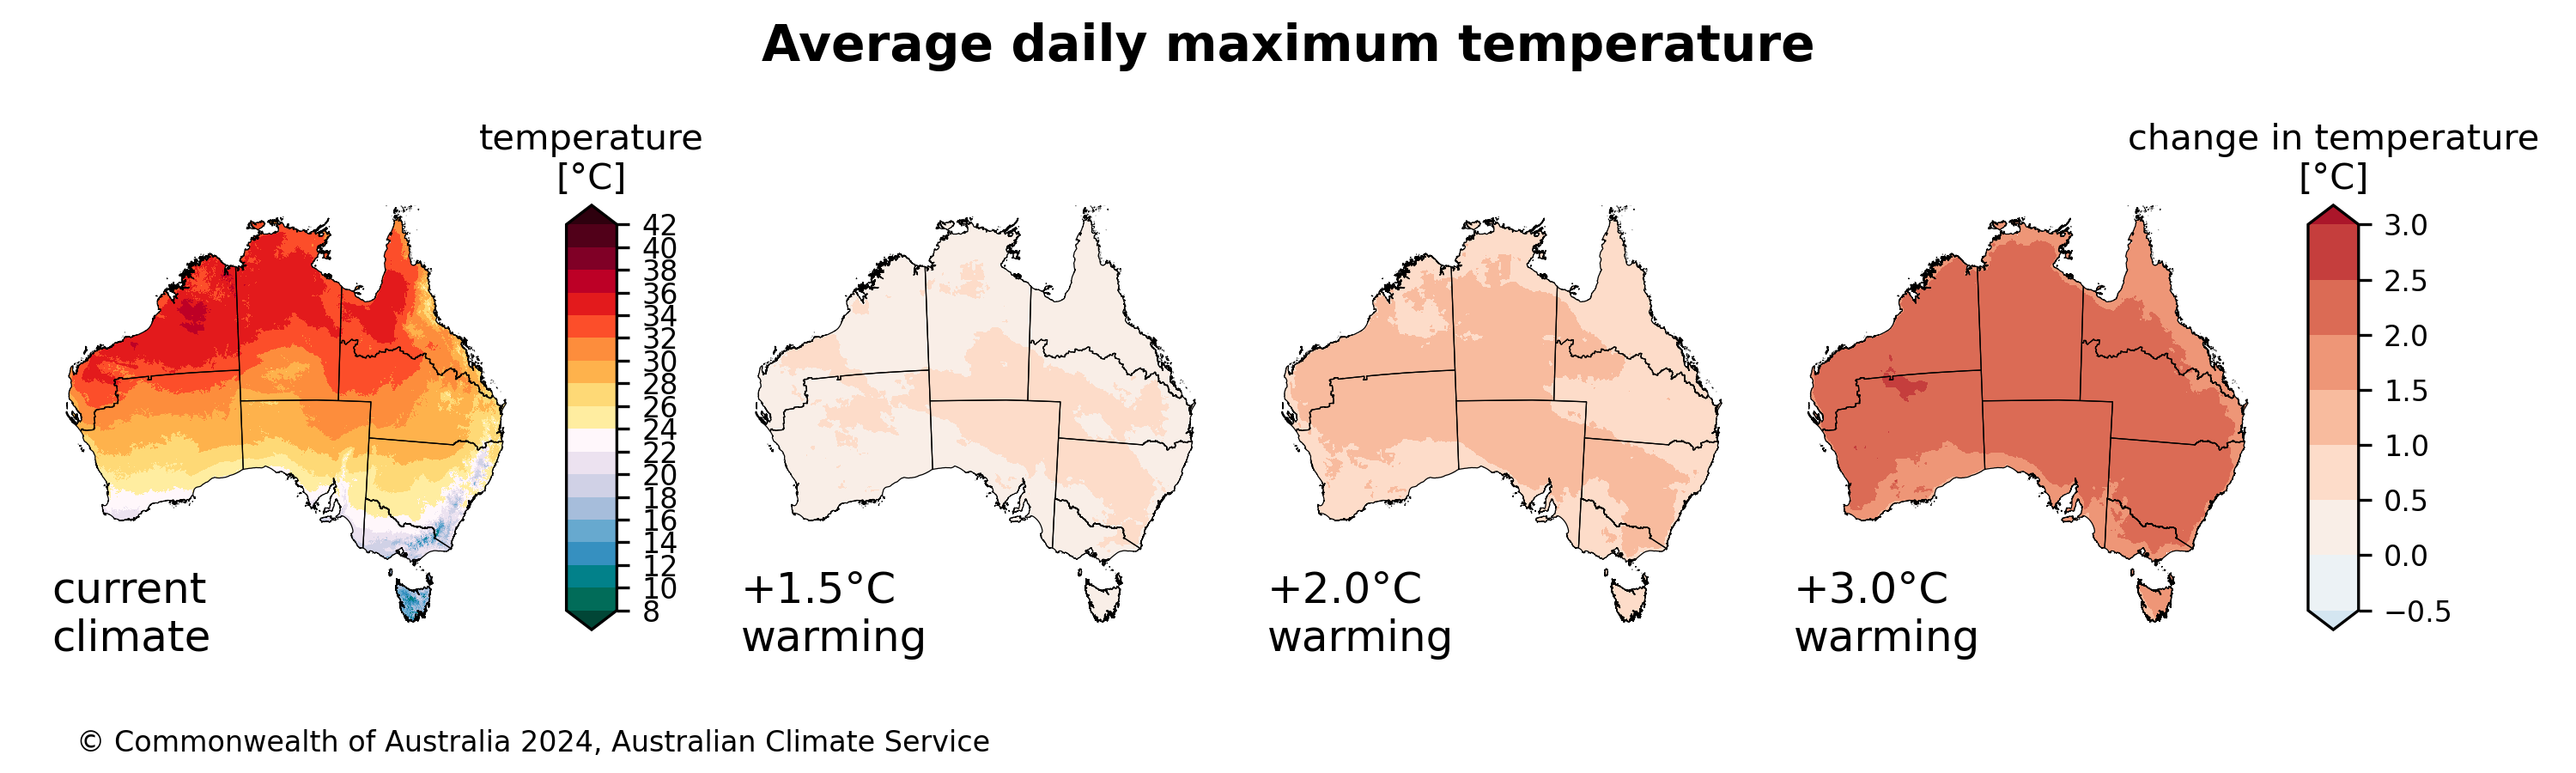 Average daily maximum temperature
temperature
[°C]
42
40
38
36
34
32
30
28
26
24
22
20
18
16
14
12
10
8
change in temperature
[°C]
3.0
2.5
2.0
1.5
1.0
0.5
0.0
−0.5
current
climate
+1.5°C
warming
+2.0°C
warming
+3.0°C
warming
© Commonwealth of Australia 2024, Australian Climate Service